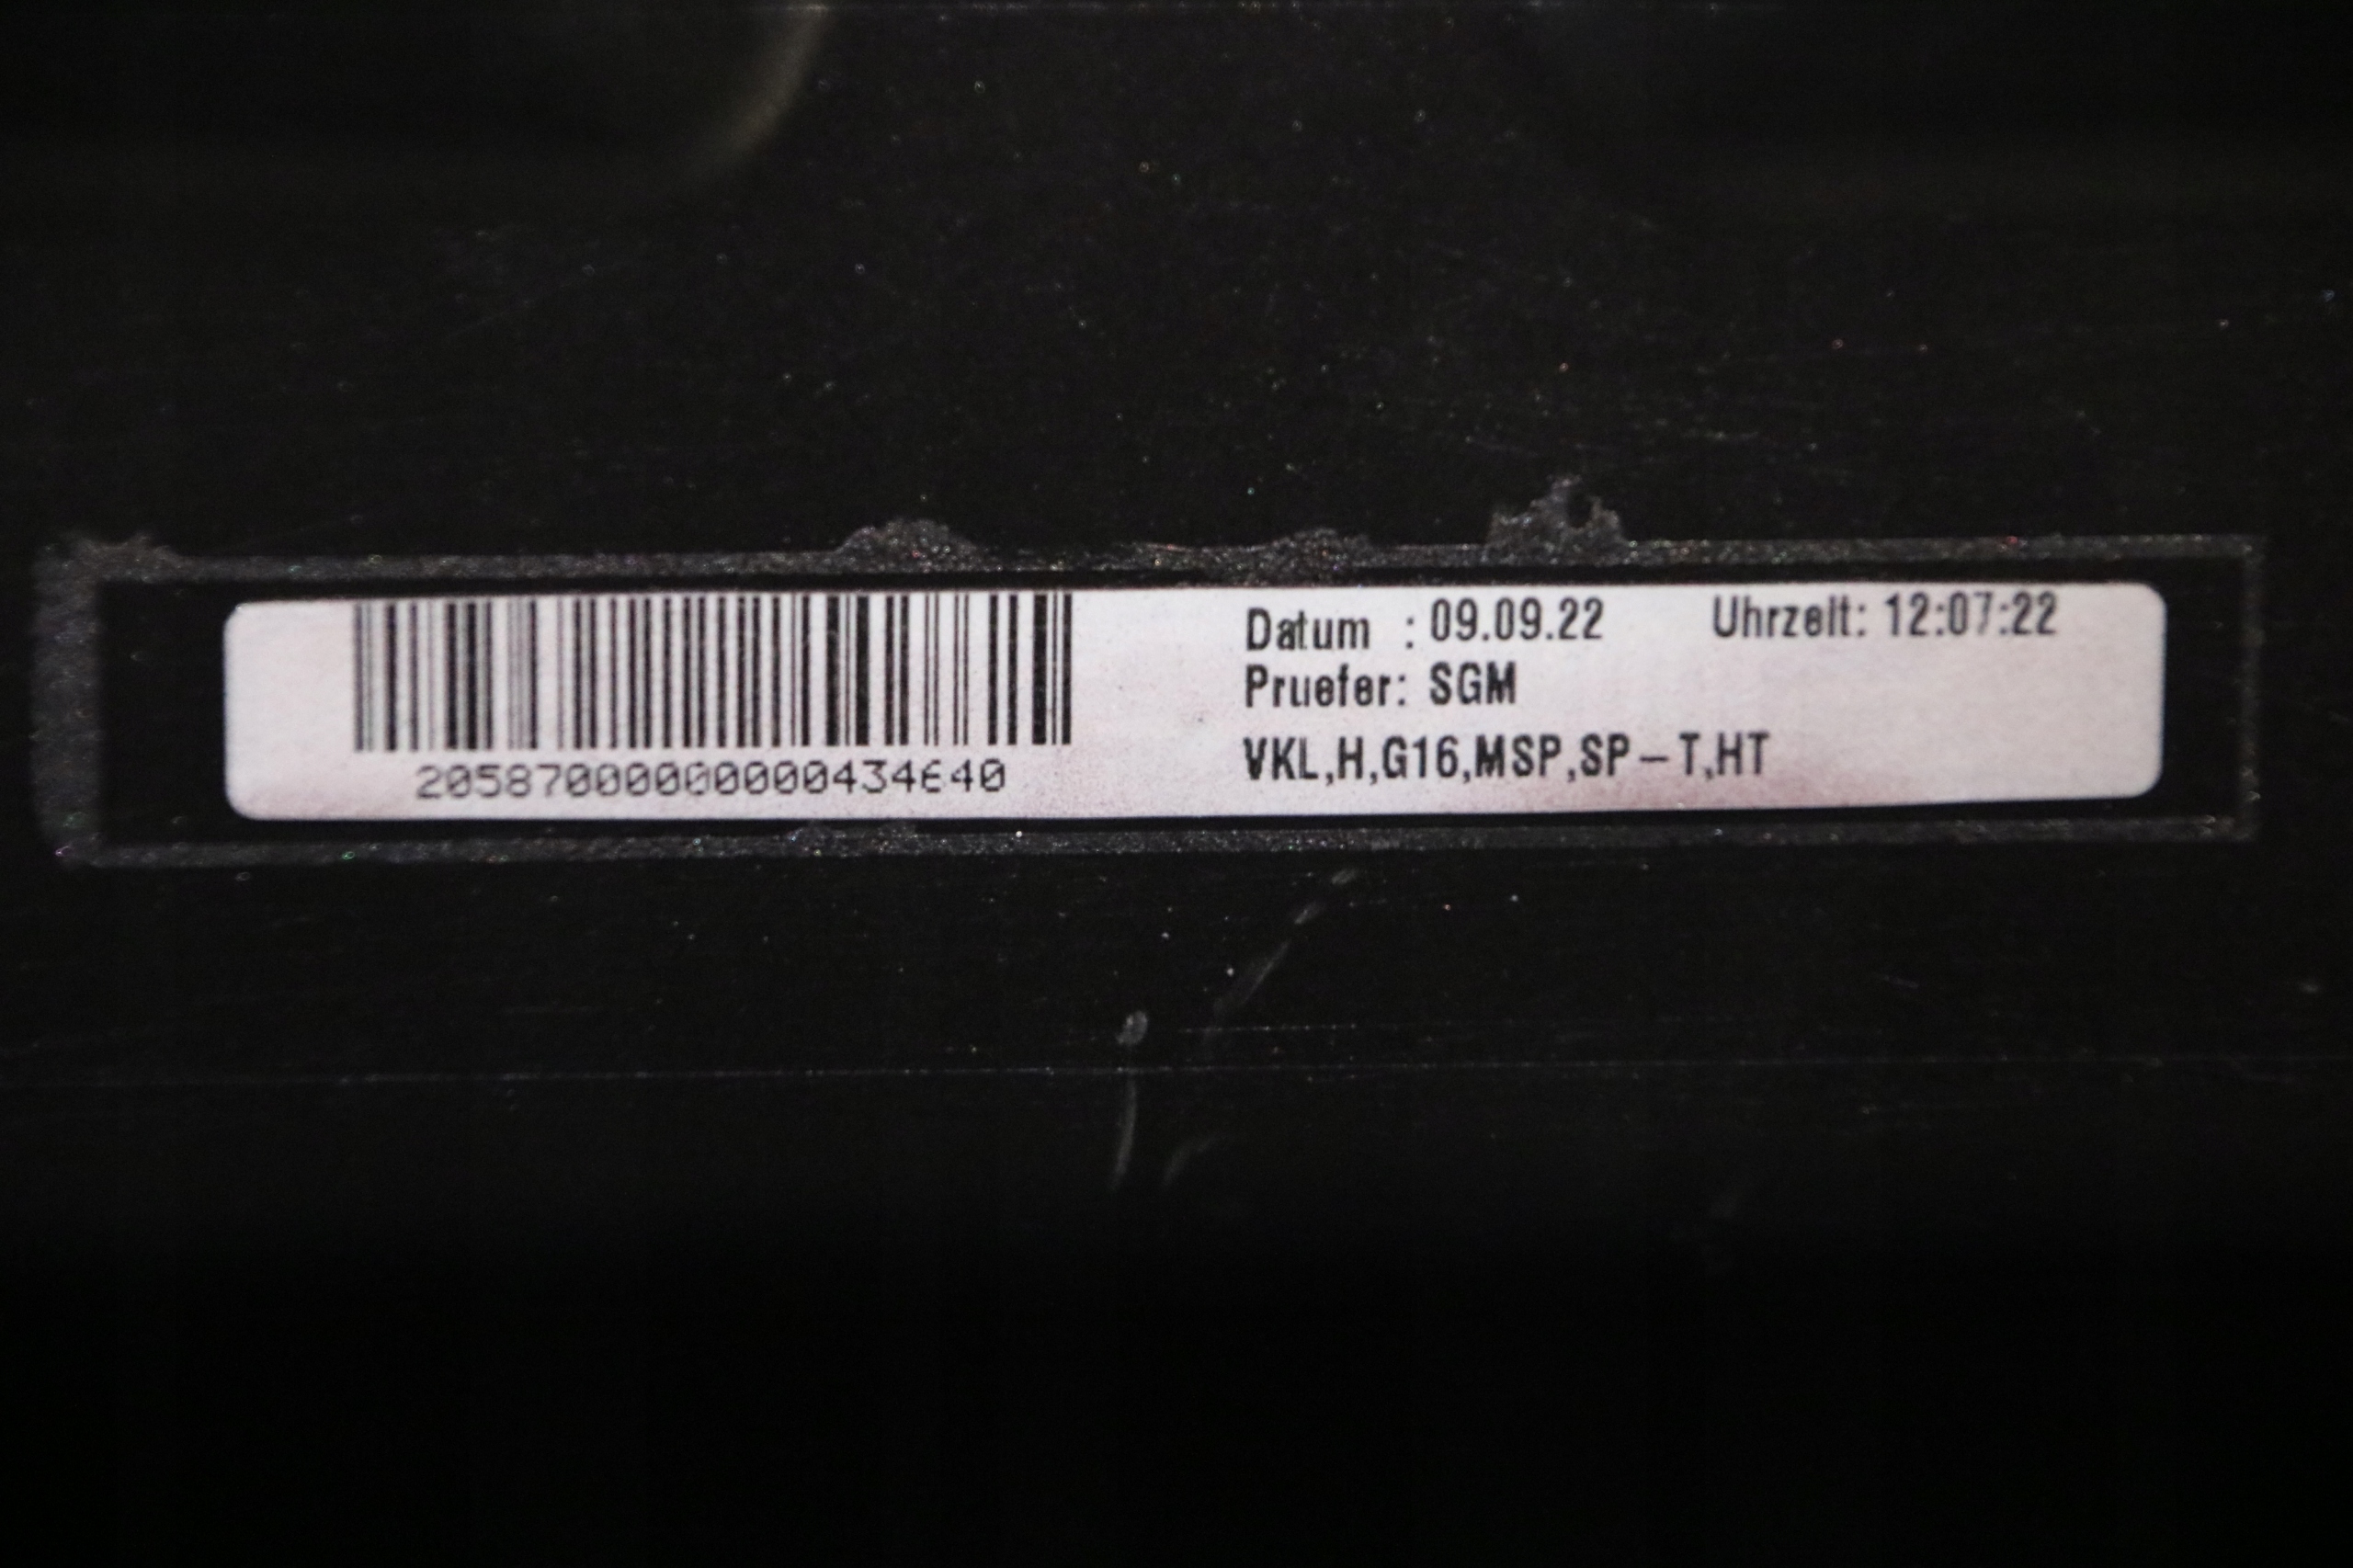 20587000000000434640
Datum : 09.09.22 Uhrzeit: 12:07:22
Pruefer: SGM
VKL,H,G16,MSP,SP-T,HT